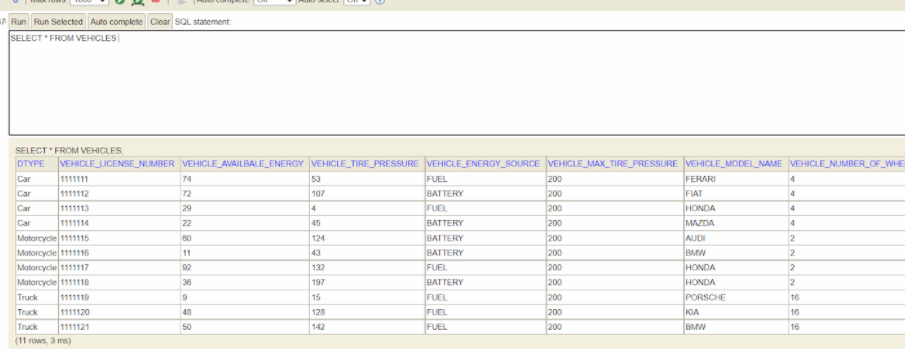 Max rows: 1000 Auto complete Off Auto select On
Run Run Selected Auto complete Clear SQL statement:
SELECT * FROM VEHICLES
SELECT * FROM VEHICLES;
DTYPE VEHICLE_LICENSE_NUMBER VEHICLE_AVAILBALE_ENERGY VEHICLE_TIRE_PRESSURE VEHICLE_ENERGY_SOURCE VEHICLE_MAX_TIRE_PRESSURE VEHICLE_MODEL_NAME VEHICLE_NUMBER_OF_WHE
Car 1111111 74 53 FUEL 200 FERARI 4
Car 1111112 72 107 BATTERY 200 FIAT 4
Car 1111113 29 4 FUEL 200 HONDA 4
Car 1111114 22 45 BATTERY 200 MAZDA 4
Motorcycle 1111115 60 124 BATTERY 200 AUDI 2
Motorcycle 1111116 11 43 BATTERY 200 BMW 2
Motorcycle 1111117 92 132 FUEL 200 HONDA 2
Motorcycle 1111118 36 197 BATTERY 200 HONDA 2
Truck 1111119 9 15 FUEL 200 PORSCHE 16
Truck 1111120 48 128 FUEL 200 KIA 16
Truck 1111121 50 142 FUEL 200 BMW 16
(11 rows, 3 ms)